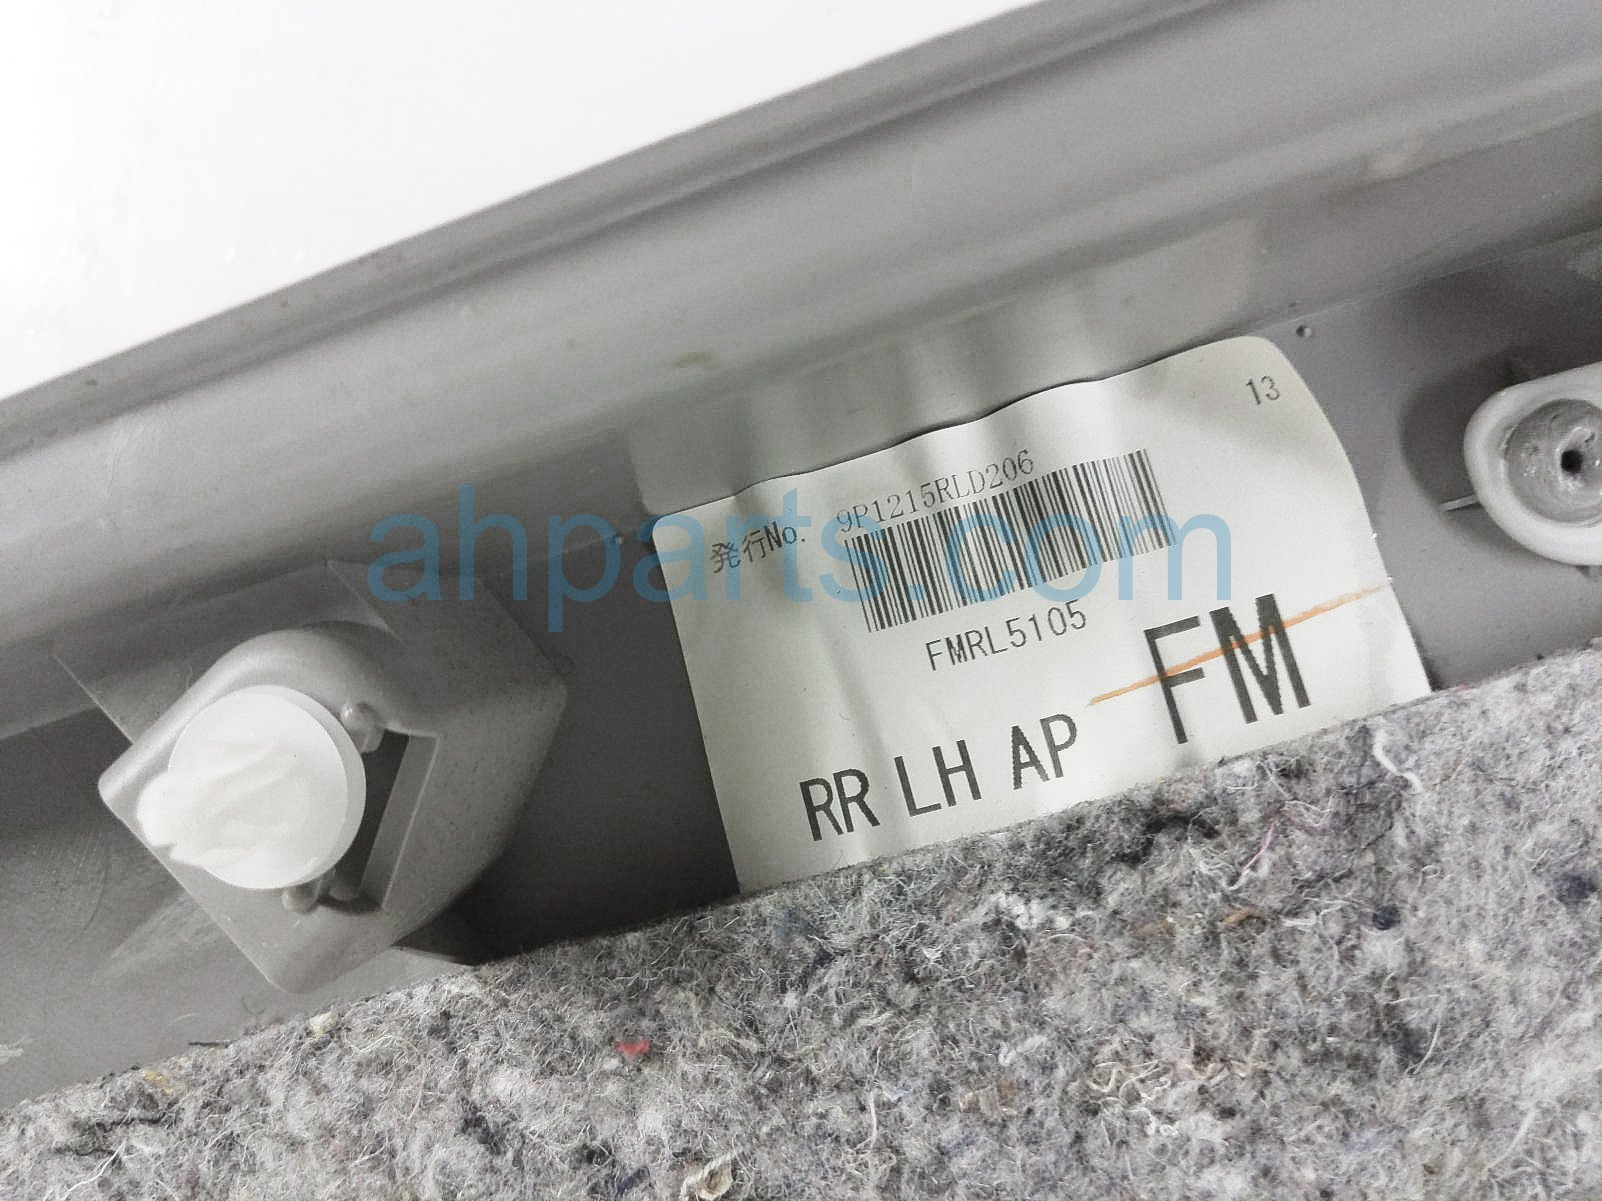 13
発行No. 9P1215RLD206
FMRL5105
RR LH AP FM
ahparts.com